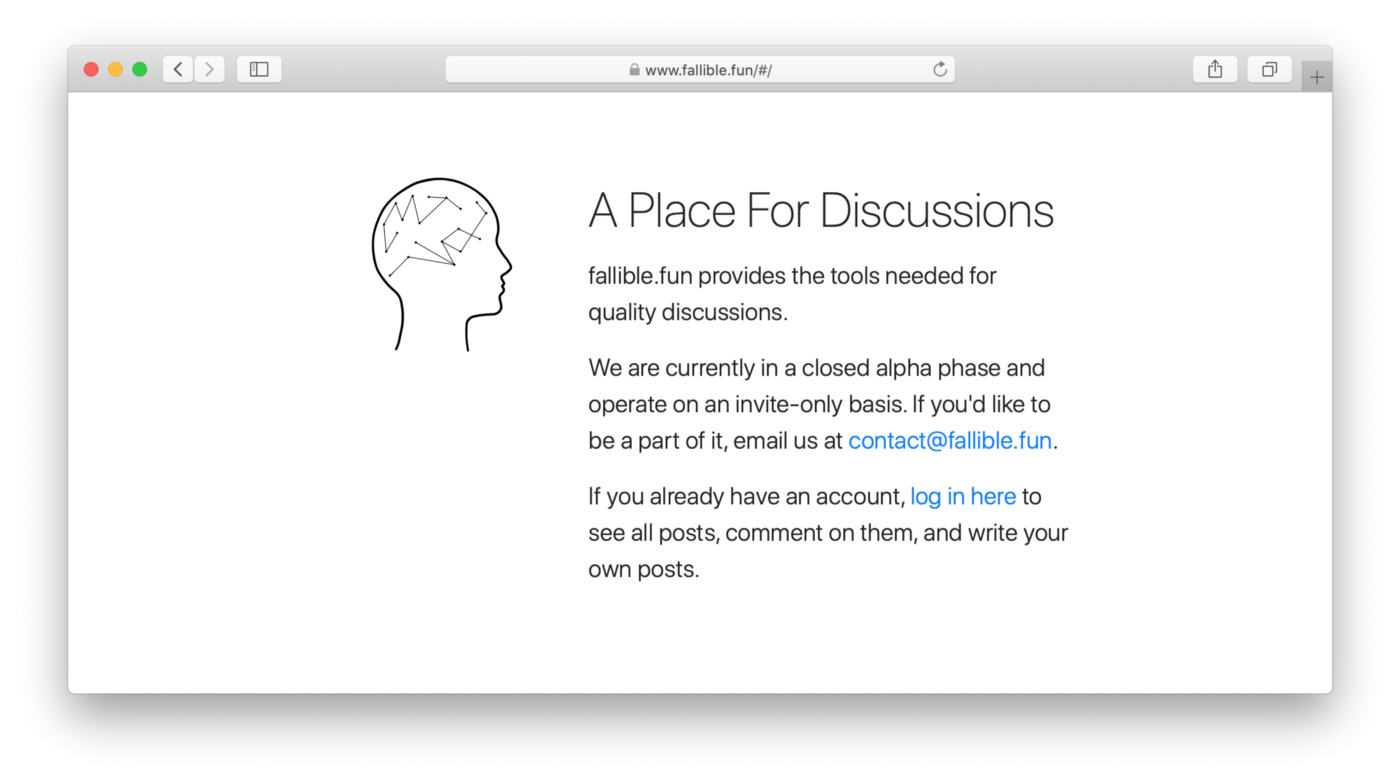 www.fallible.fun/#/
A Place For Discussions
fallible.fun provides the tools needed for
quality discussions.
We are currently in a closed alpha phase and
operate on an invite-only basis. If you'd like to
be a part of it, email us at contact@fallible.fun.
If you already have an account, log in here to
see all posts, comment on them, and write your
own posts.